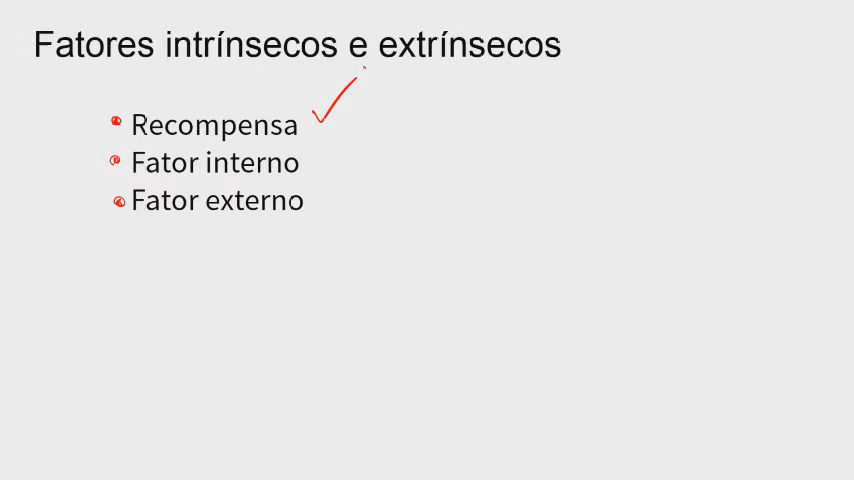 Fatores intrínsecos e extrínsecos
Recompensa
Fator interno
Fator externo